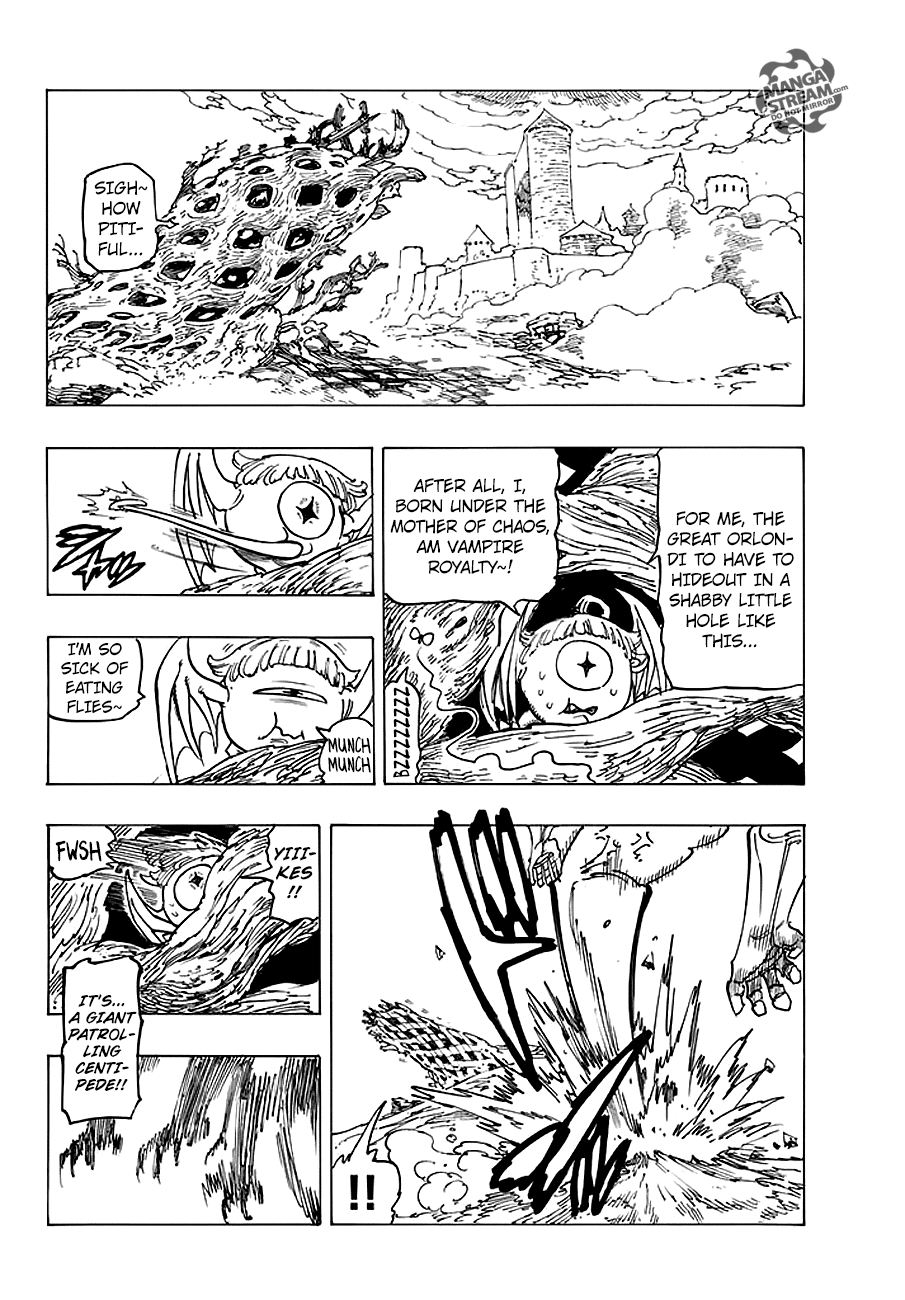 MANGA
STREAM.com
DO NOT MIRROR
SIGH~
HOW
PITI-
FUL...
FOR ME, THE
GREAT ORLON-
DI TO HAVE TO
HIDEOUT IN A
SHABBY LITTLE
HOLE LIKE
THIS...
AFTER ALL, I,
BORN UNDER THE
MOTHER OF CHAOS,
AM VAMPIRE
ROYALTY~!
BZZZZZZZZZ
I'M SO
SICK OF
EATING
FLIES~
MUNCH
MUNCH
!!
YIII-
KES
!!
FWSH
IT'S...
A GIANT
PATROL-
LING
CENTI-
PEDE!!